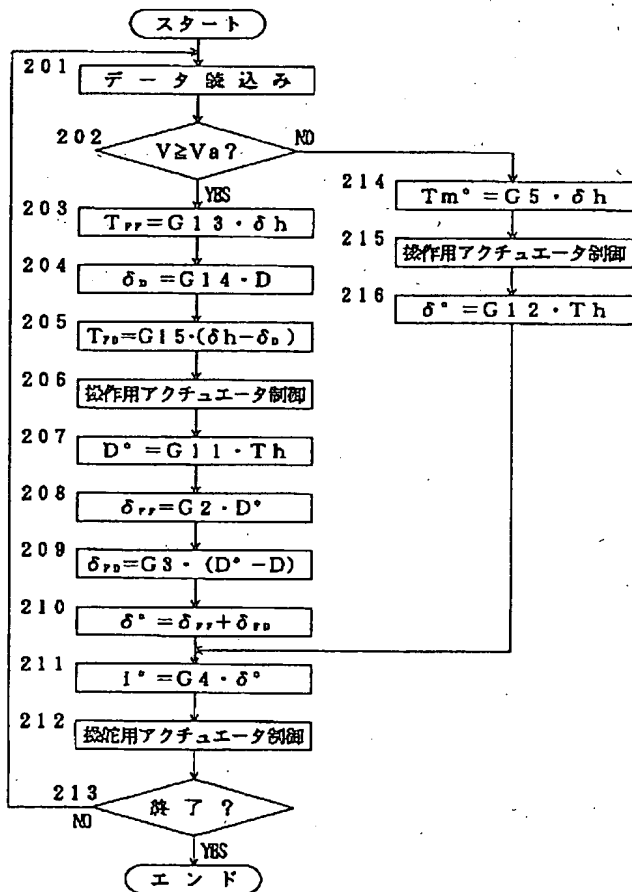 スタート
201
データ読込み
202
V≧Va?
NO
YES
203
T_FF=G13・δh
204
δ_D=G14・D
205
T_FD=G15・(δh-δ_D)
206
操作用アクチュエータ制御
207
D*=G11・Th
208
δ_FF=G2・D*
209
δ_FD=G3・(D*-D)
210
δ*=δ_FF+δ_FD
211
I*=G4・δ*
212
操舵用アクチュエータ制御
213
終了?
NO
YES
エンド
214
Tm*=G5・δh
215
操作用アクチュエータ制御
216
δ*=G12・Th